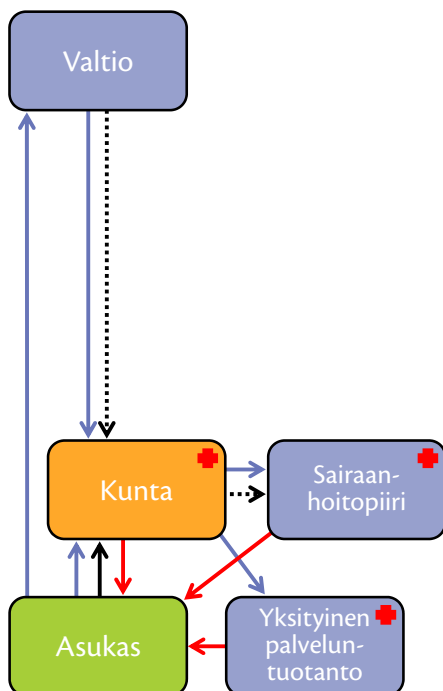 Valtio
Kunta
Sairaan-
hoitopiiri
Asukas
Yksityinen
palvelun-
tuotanto